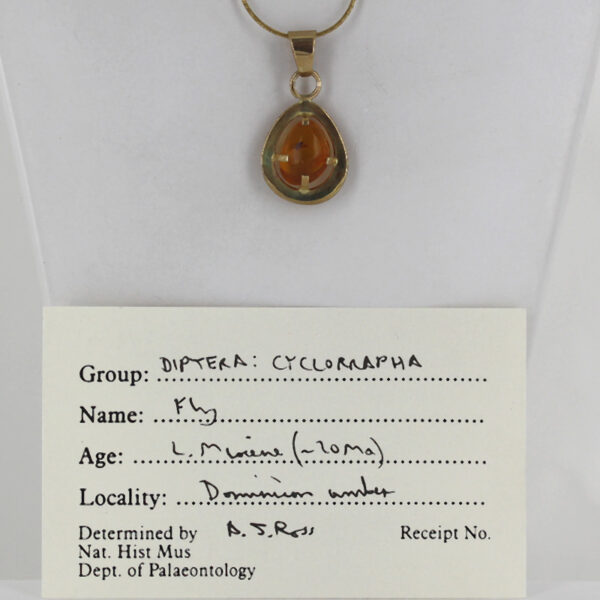 Group: DIPTERA: CYCLORRAPHA
Name: Fly
Age: L. Miocene (~20Ma)
Locality: Dominican amber
Determined by A.J. Ross Receipt No.
Nat. Hist Mus
Dept. of Palaeontology